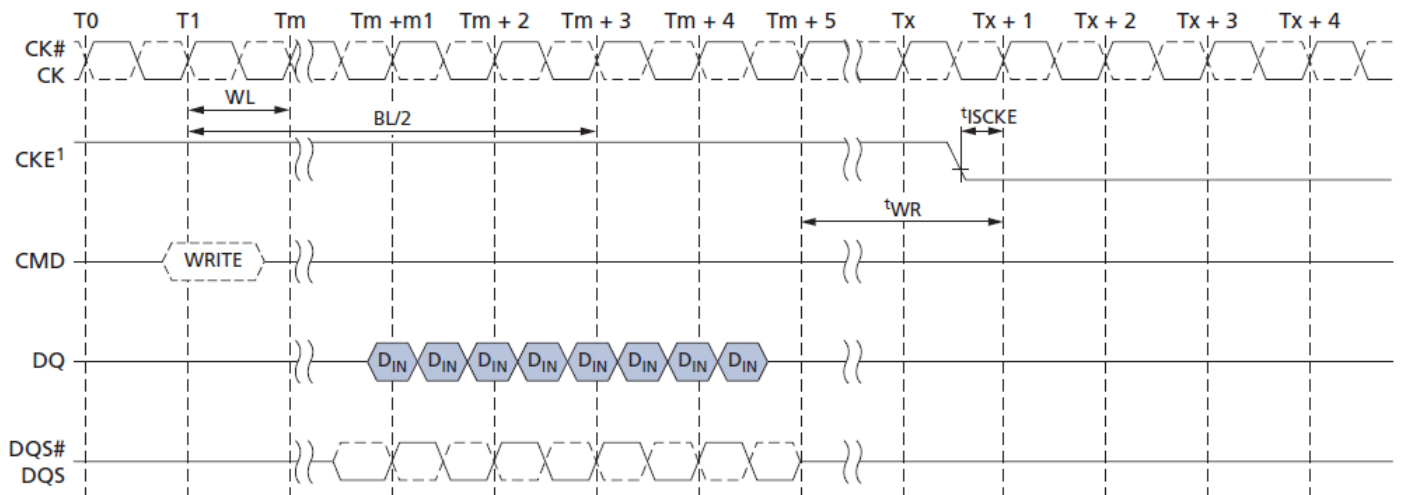 T0 T1 Tm Tm +m1 Tm + 2 Tm + 3 Tm + 4 Tm + 5 Tx Tx + 1 Tx + 2 Tx + 3 Tx + 4
CK#
CK
WL
BL/2
tISCKE
CKE1
tWR
CMD WRITE
DQ DIN DIN DIN DIN DIN DIN DIN DIN
DQS#
DQS